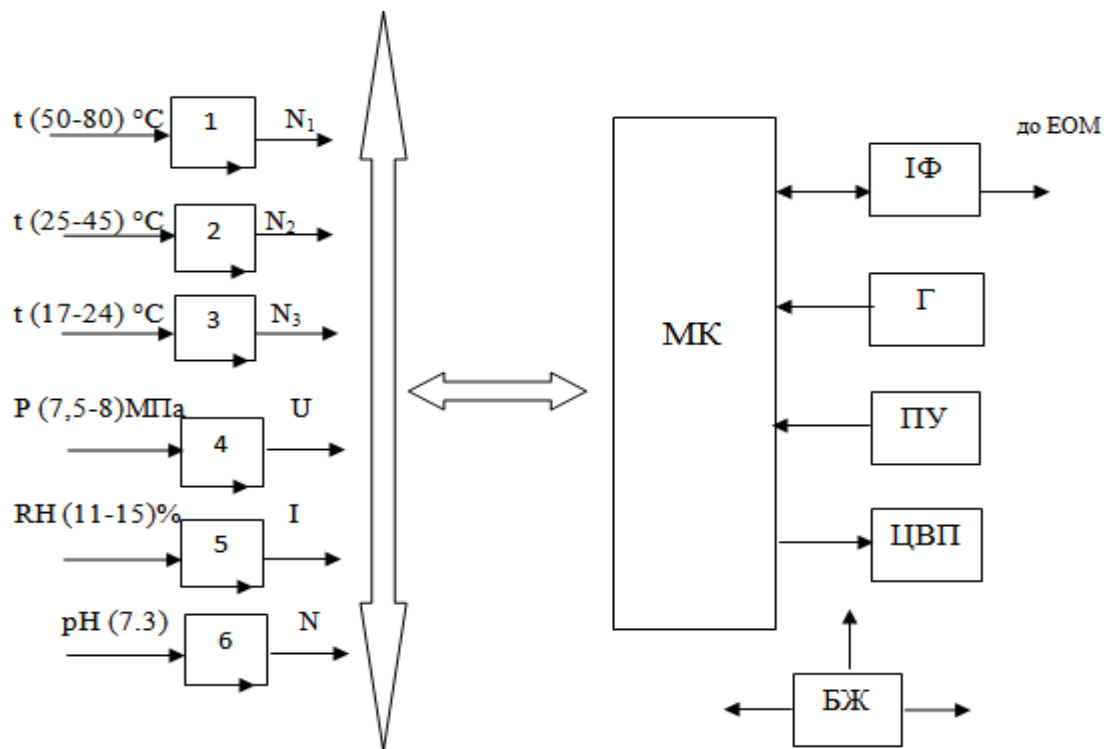 t (50-80) °C
1
N₁
t (25-45) °C
2
N₂
t (17-24) °C
3
N₃
P (7,5-8)МПа
4
U
RH (11-15)%
5
I
pH (7.3)
6
N
МК
до ЕОМ
ІФ
Г
ПУ
ЦВП
БЖ